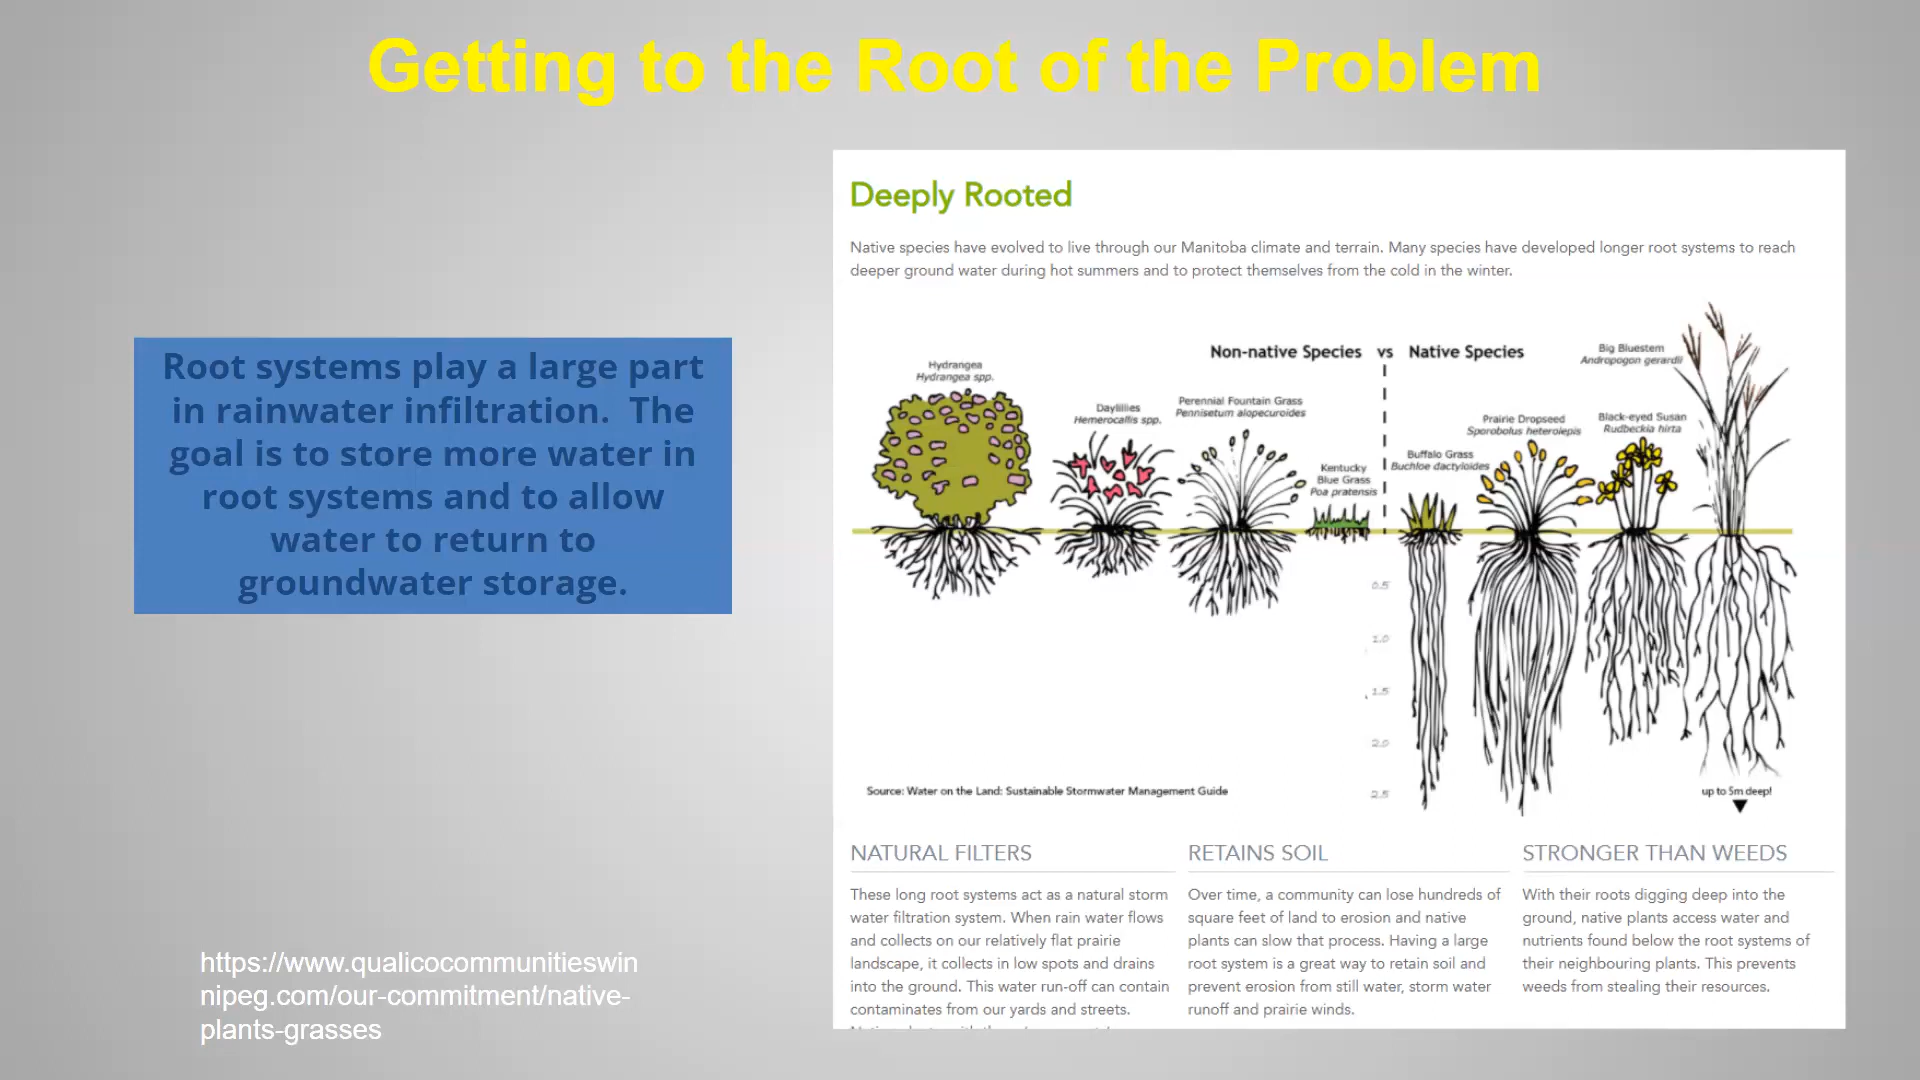 Getting to the Root of the Problem
Root systems play a large part
in rainwater infiltration.  The
goal is to store more water in
root systems and to allow
water to return to
groundwater storage.
https://www.qualicocommunitieswin
nipeg.com/our-commitment/native-
plants-grasses
Deeply Rooted
Native species have evolved to live through our Manitoba climate and terrain. Many species have developed longer root systems to reach
deeper ground water during hot summers and to protect themselves from the cold in the winter.
Non-native Species vs Native Species
Hydrangea
Hydrangea spp.
Daylillies
Hemerocallis spp.
Perennial Fountain Grass
Pennisetum alopecuroides
Kentucky
Blue Grass
Poa pratensis
Buffalo Grass
Buchloe dactyloides
Prairie Dropseed
Sporobolus heterolepis
Black-eyed Susan
Rudbeckia hirta
Big Bluestem
Andropogon gerardii
0.5
1.0
1.5
2.0
2.5
up to 5m deep!
Source: Water on the Land: Sustainable Stormwater Management Guide
NATURAL FILTERS
These long root systems act as a natural storm
water filtration system. When rain water flows
and collects on our relatively flat prairie
landscape, it collects in low spots and drains
into the ground. This water run-off can contain
contaminates from our yards and streets.
RETAINS SOIL
Over time, a community can lose hundreds of
square feet of land to erosion and native
plants can slow that process. Having a large
root system is a great way to retain soil and
prevent erosion from still water, storm water
runoff and prairie winds.
STRONGER THAN WEEDS
With their roots digging deep into the
ground, native plants access water and
nutrients found below the root systems of
their neighbouring plants. This prevents
weeds from stealing their resources.